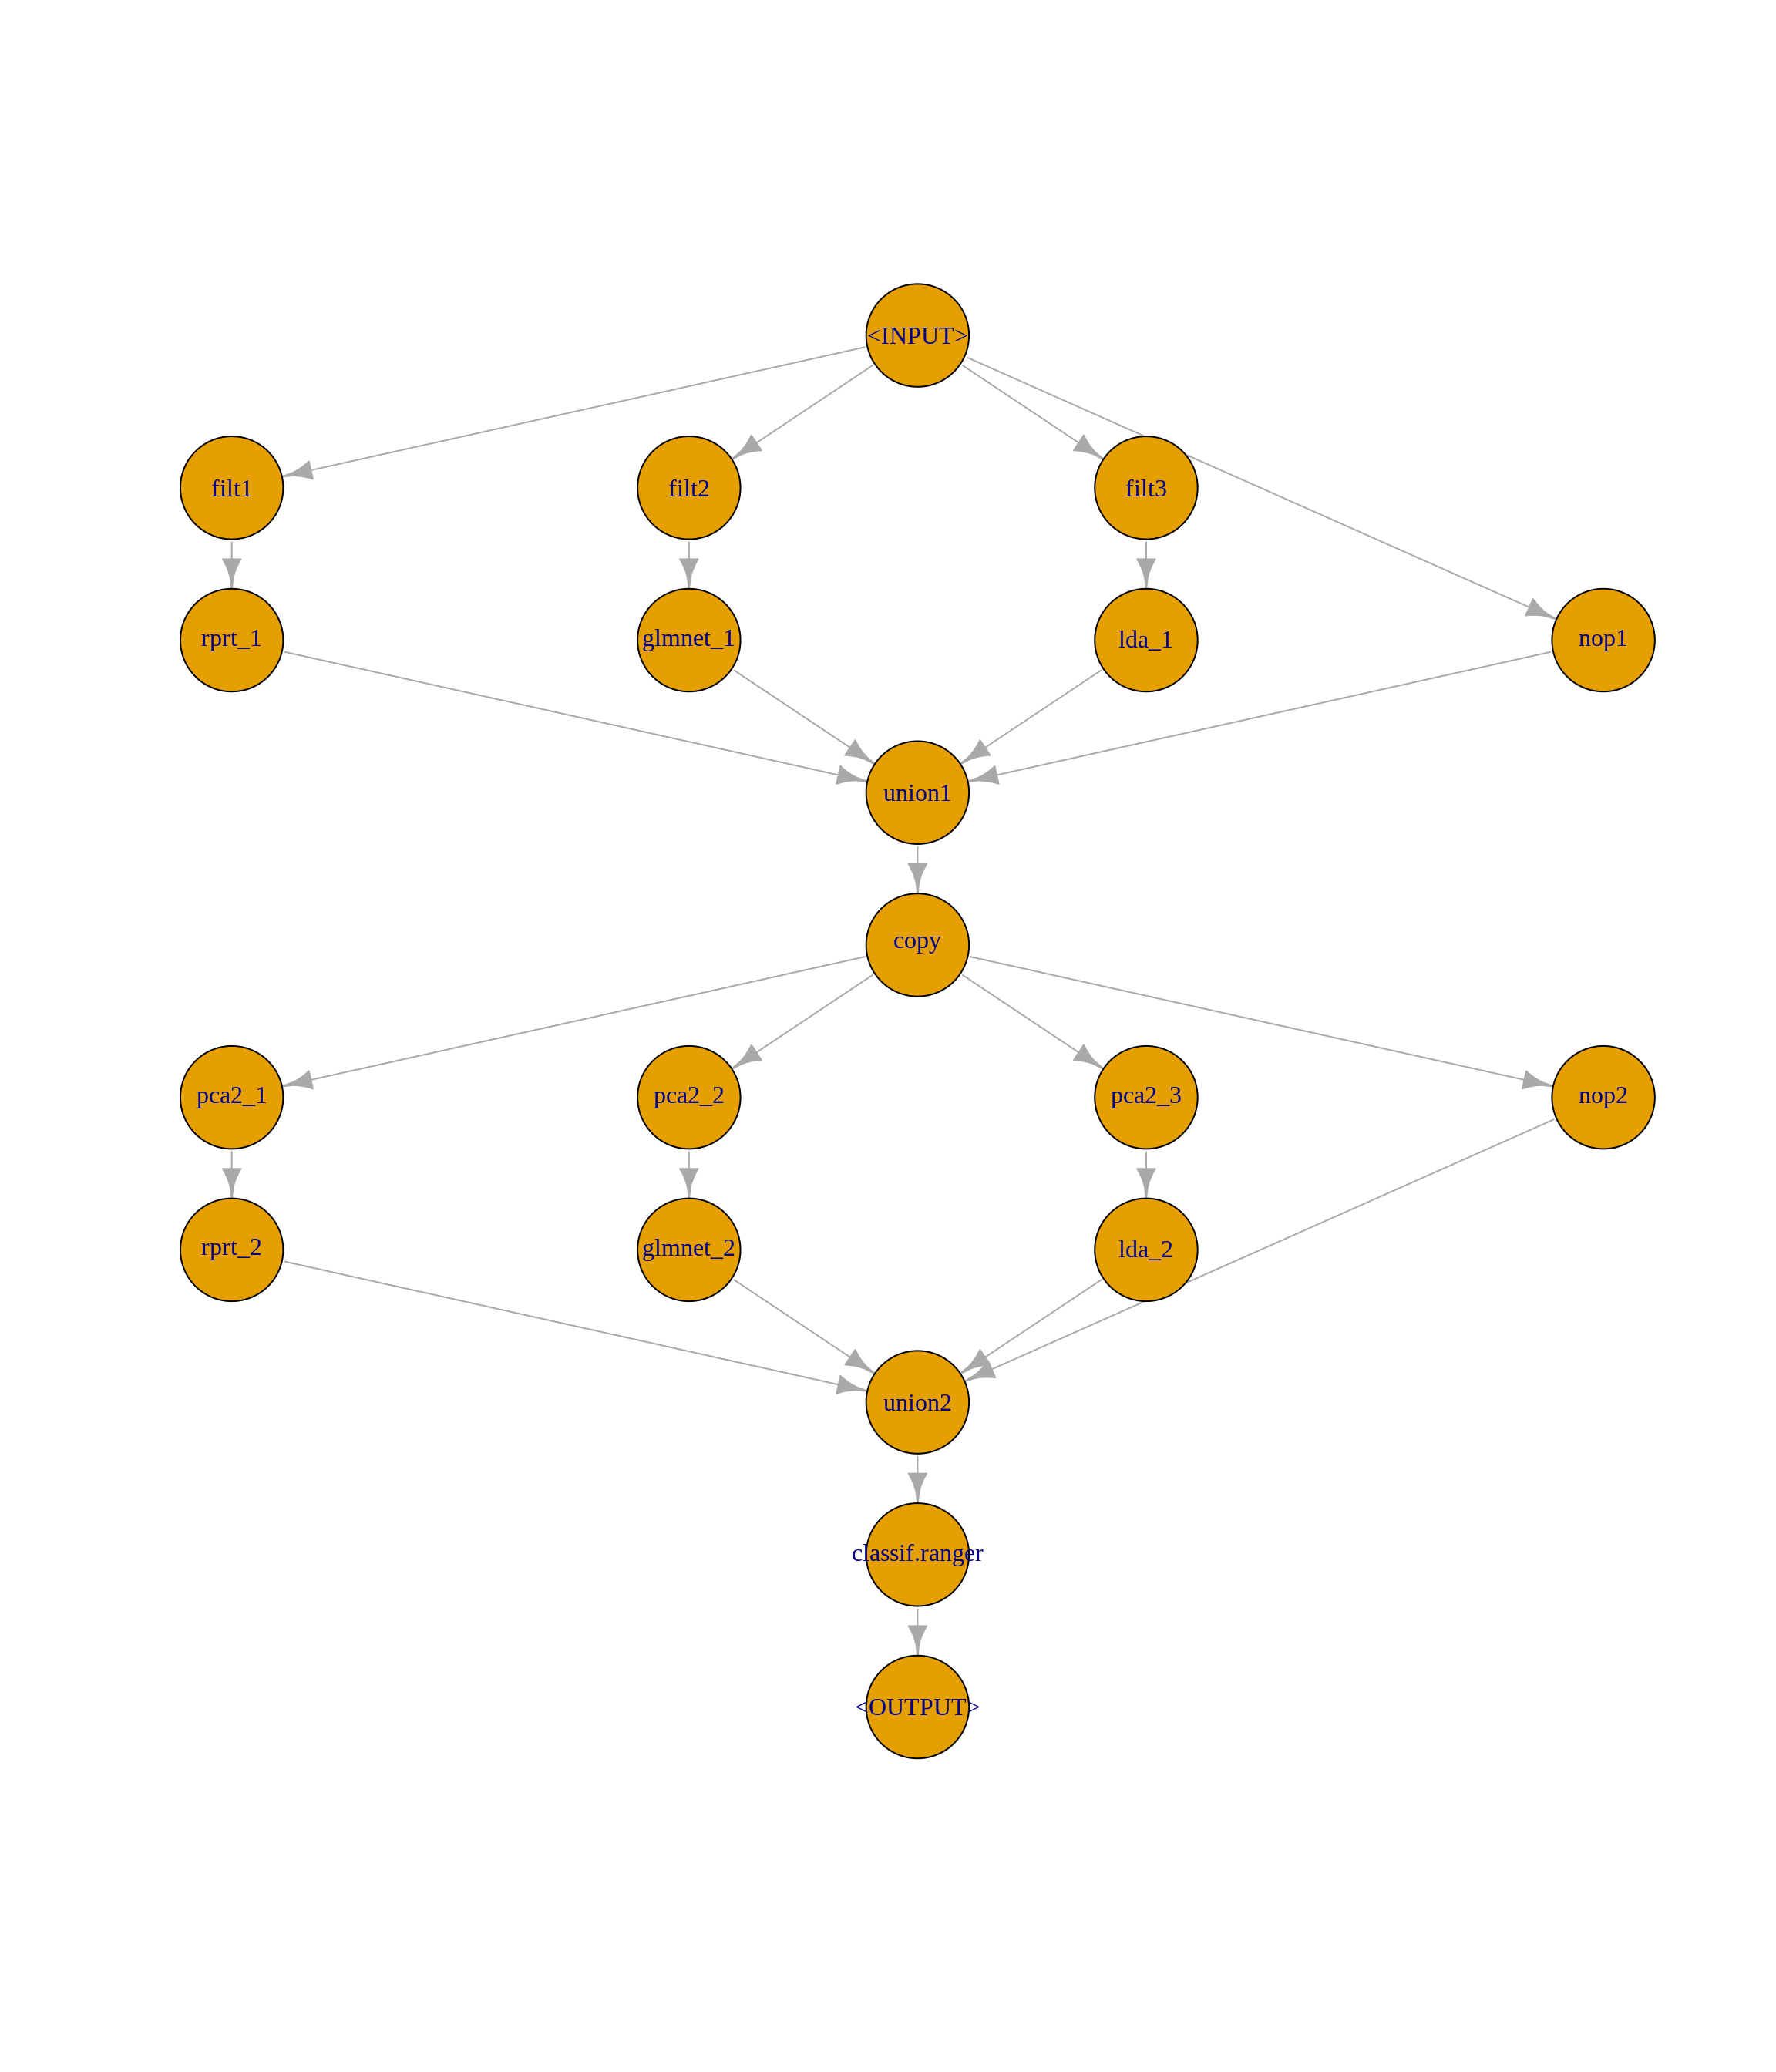 <INPUT>
filt1
filt2
filt3
rprt_1
glmnet_1
lda_1
nop1
union1
copy
pca2_1
pca2_2
pca2_3
nop2
rprt_2
glmnet_2
lda_2
union2
classif.ranger
<OUTPUT>